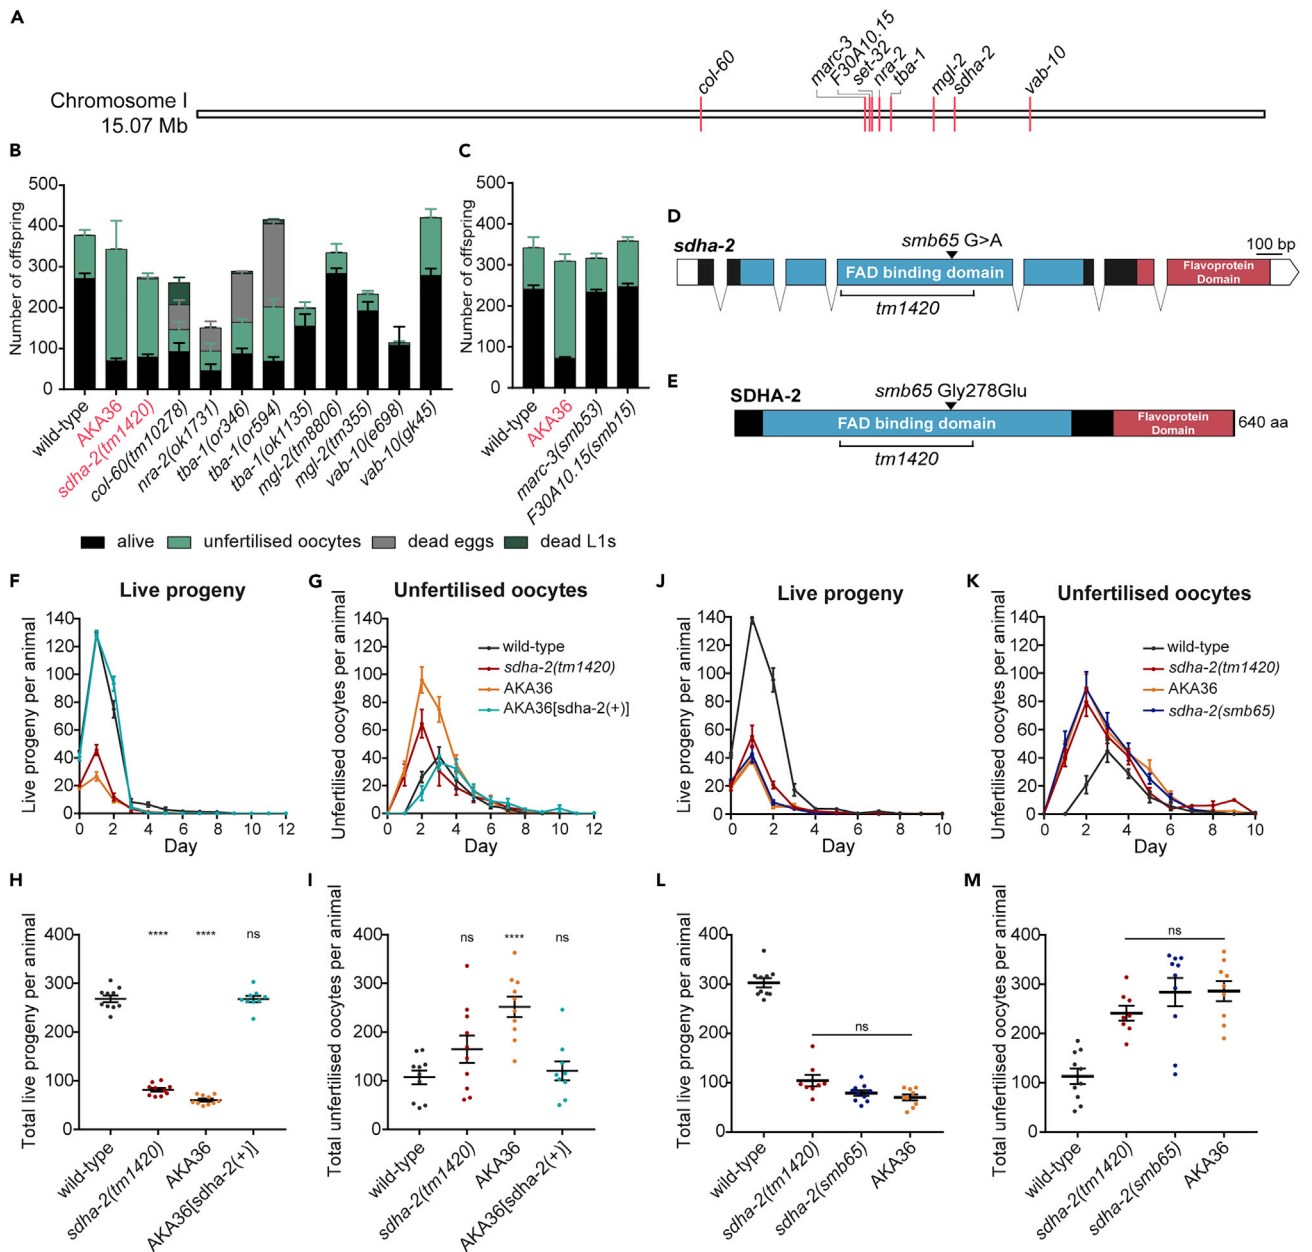 A
marc-3
F30A10.15
set-32
nra-2
tba-1
col-60
mgl-2
sdha-2
vab-10
Chromosome I
15.07 Mb
B
Number of offspring
500
400
300
200
100
0
wild-type
AKA36
sdha-2(tm1420)
col-60(tm10278)
nra-2(ok1731)
tba-1(or346)
tba-1(or594)
tba-1(ok1135)
mgl-2(tm8806)
mgl-2(tm355)
vab-10(e698)
vab-10(gk45)
C
Number of offspring
500
400
300
200
100
0
wild-type
AKA36
marc-3(smb53)
F30A10.15(smb15)
alive
unfertilised oocytes
dead eggs
dead L1s
D
sdha-2
smb65 G>A
100 bp
FAD binding domain
Flavoprotein
Domain
tm1420
E
SDHA-2
smb65 Gly278Glu
FAD binding domain
Flavoprotein
Domain
640 aa
tm1420
F
Live progeny
Live progeny per animal
140
120
100
80
60
40
20
0
0 2 4 6 8 10 12
Day
G
Unfertilised oocytes
Unfertilised oocytes per animal
140
120
100
80
60
40
20
0
0 2 4 6 8 10 12
Day
wild-type
sdha-2(tm1420)
AKA36
AKA36[sdha-2(+)]
J
Live progeny
Live progeny per animal
140
120
100
80
60
40
20
0
0 2 4 6 8 10
Day
K
Unfertilised oocytes
Unfertilised oocytes per animal
140
120
100
80
60
40
20
0
0 2 4 6 8 10
Day
wild-type
sdha-2(tm1420)
AKA36
sdha-2(smb65)
H
Total live progeny per animal
400
300
200
100
0
**** **** ns
wild-type
sdha-2(tm1420)
AKA36
AKA36[sdha-2(+)]
I
Total unfertilised oocytes per animal
400
300
200
100
0
ns **** ns
wild-type
sdha-2(tm1420)
AKA36
AKA36[sdha-2(+)]
L
Total live progeny per animal
400
300
200
100
0
ns
wild-type
sdha-2(tm1420)
sdha-2(smb65)
AKA36
M
Total unfertilised oocytes per animal
400
300
200
100
0
ns
wild-type
sdha-2(tm1420)
sdha-2(smb65)
AKA36